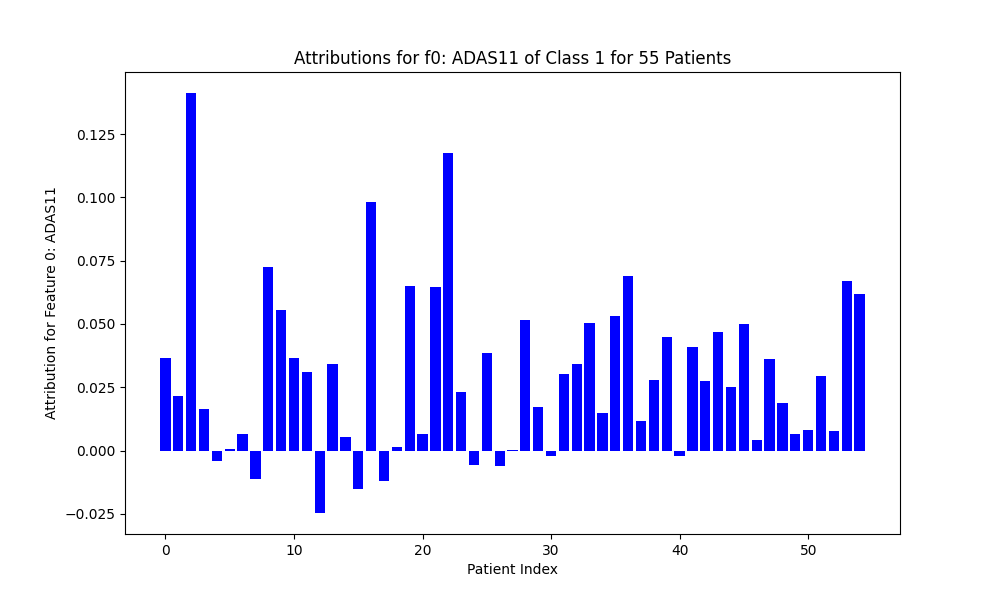 Attributions for f0: ADAS11 of Class 1 for 55 Patients
Attribution for Feature 0: ADAS11
0.125
0.100
0.075
0.050
0.025
0.000
−0.025
0 10 20 30 40 50
Patient Index